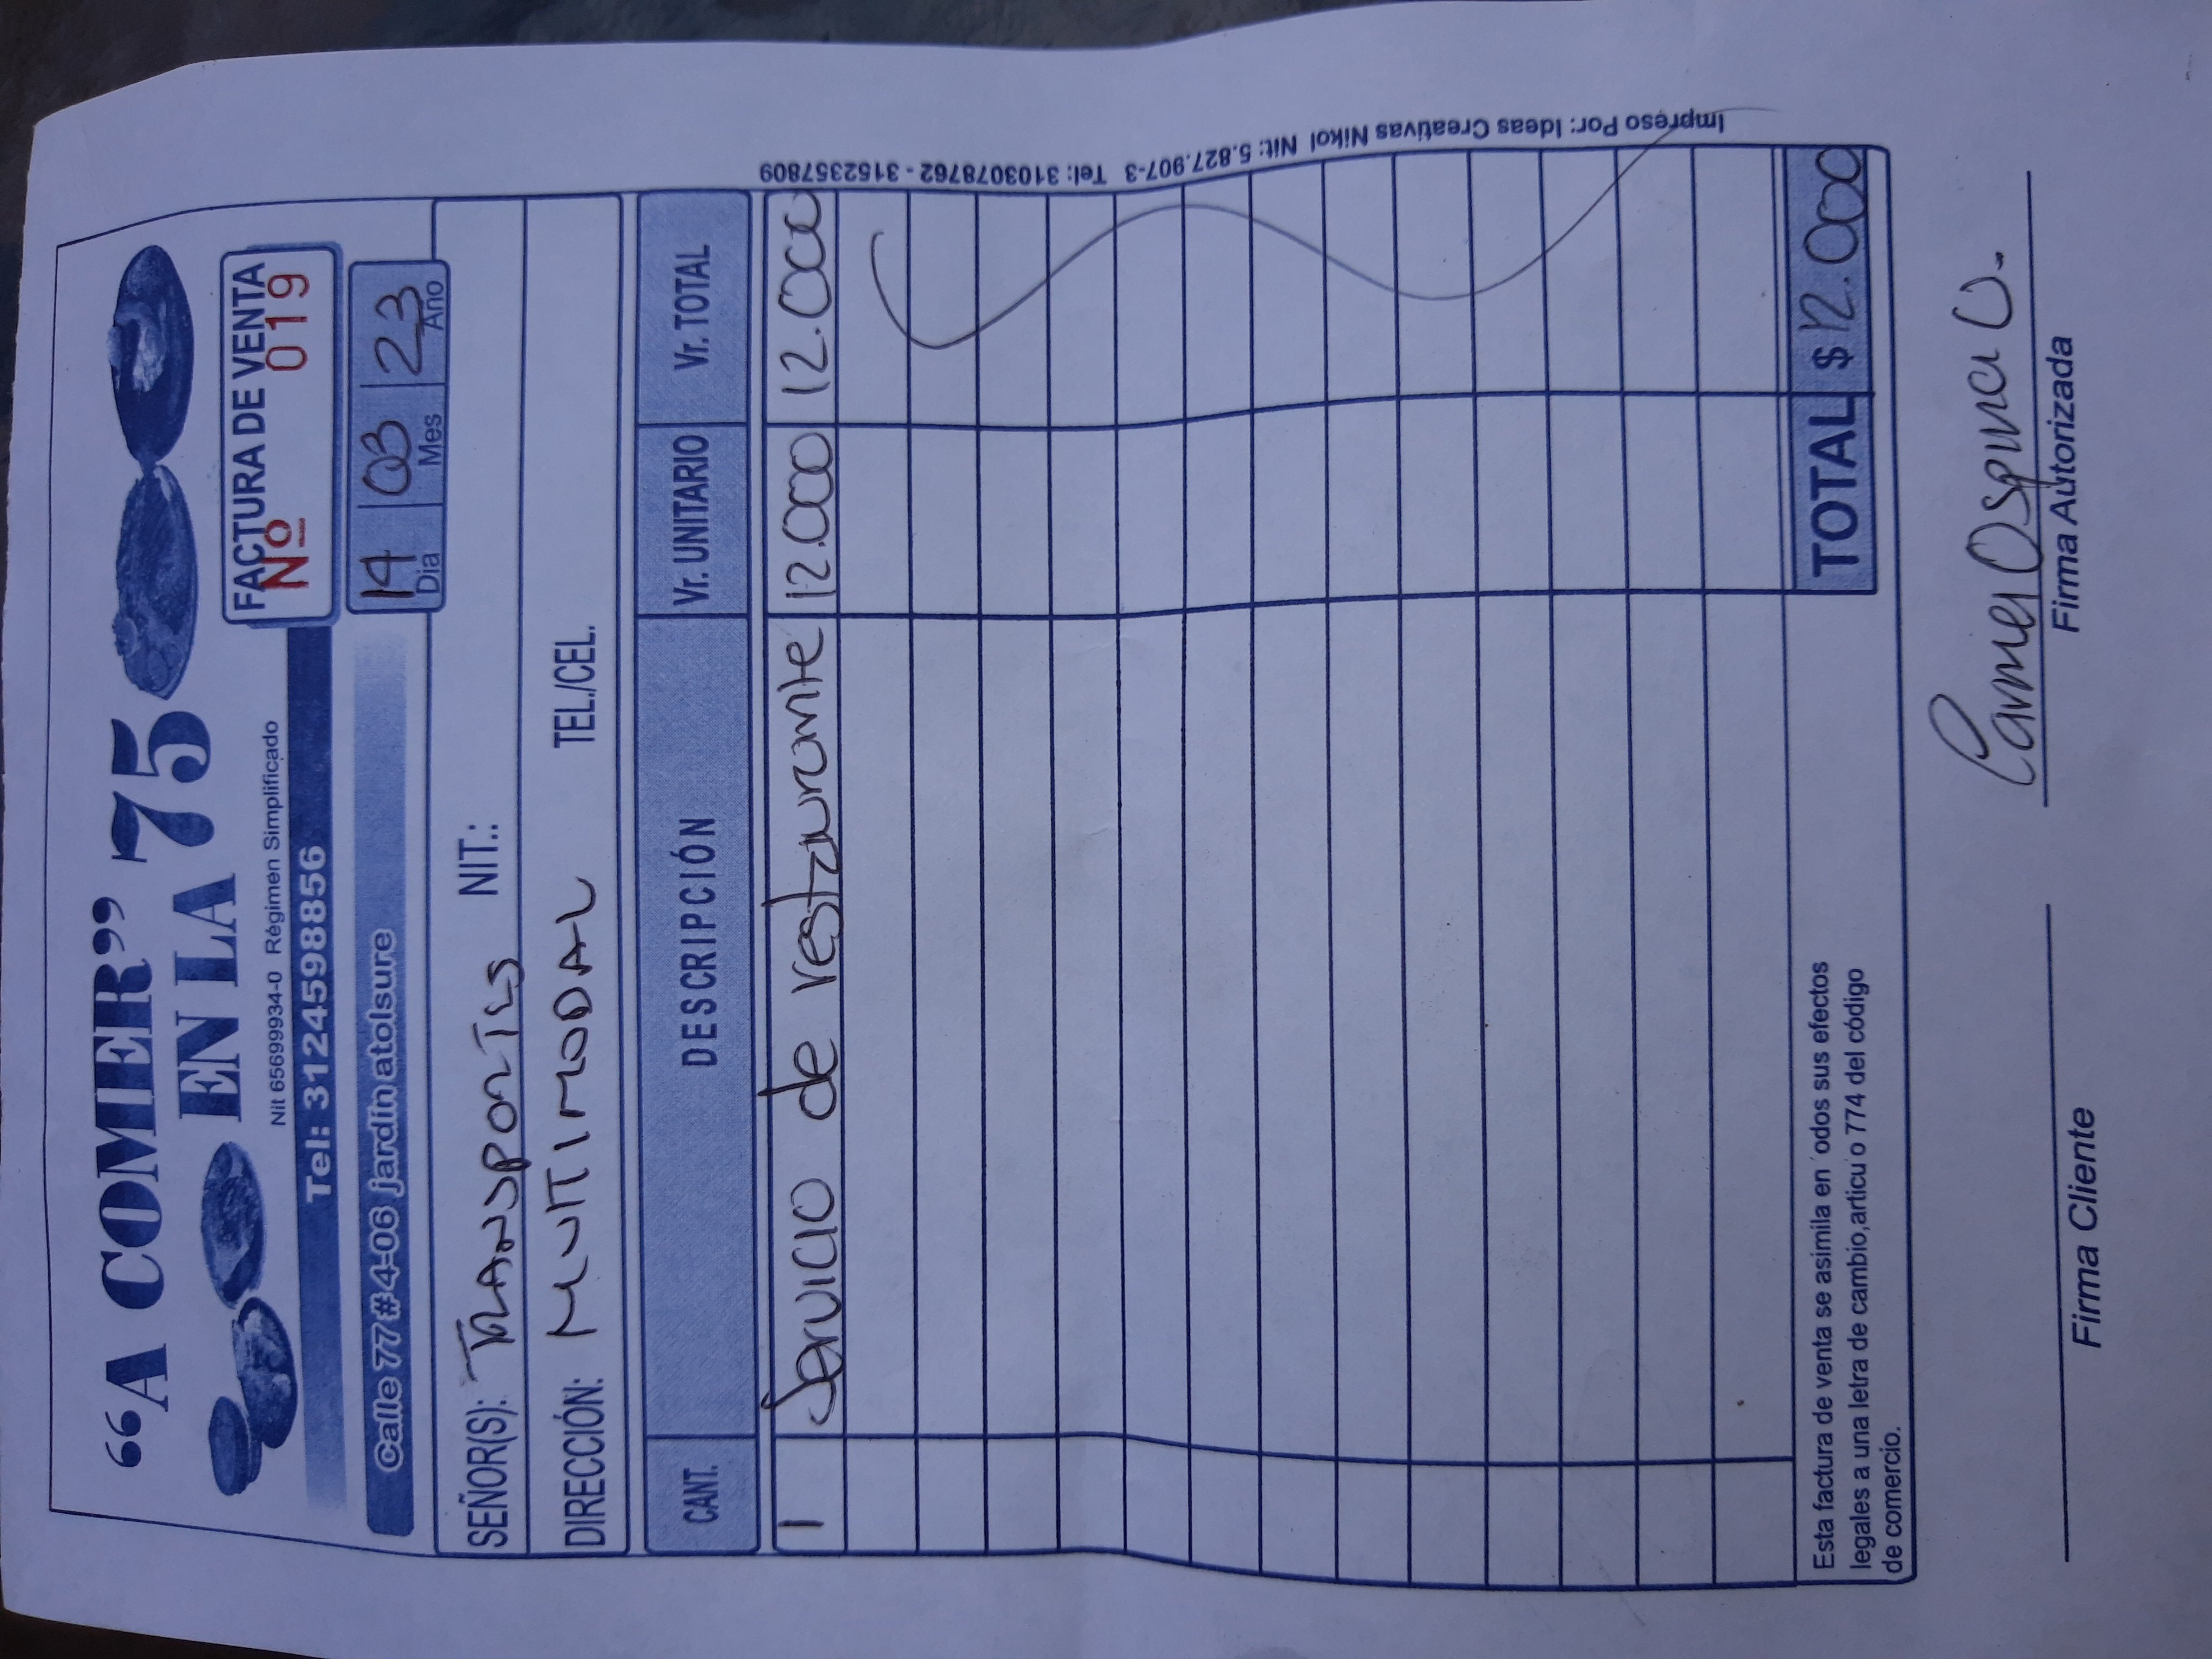 “A COMER”
EN LA 75
Nit 65699934-0 Régimen Simplificado
Tel: 3124598856
Calle 77#4-06 jardín atolsure
FACTURA DE VENTA
Nº 019
14 03 23
Dia Mes Año
SEÑOR(S): TRANSPORTES NIT.:
DIRECCIÓN: MULTIMODAL TEL./CEL.
CANT. DESCRIPCIÓN Vr. UNITARIO Vr. TOTAL
1 Servicio de restaurante 12.000 12.000
TOTAL $ 12.000
Esta factura de venta se asimila en odos sus efectos
legales a una letra de cambio,articu o 774 del código
de comercio.
Impreso Por: Ideas Creativas Nikol Nit: 5.827.907-3 Tel: 3103078762 - 3152357809
Carmen Ospina O.
Firma Cliente Firma Autorizada